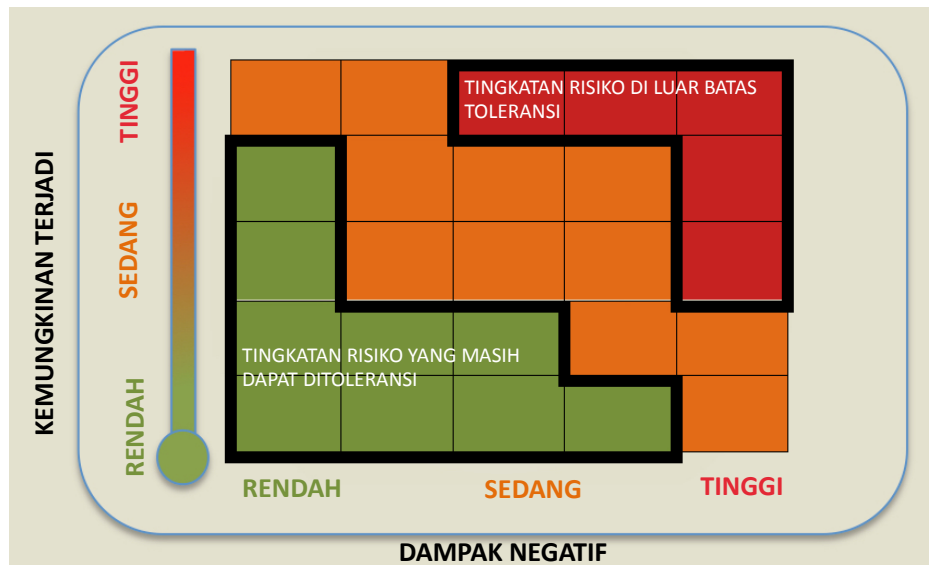 TINGGI
SEDANG
RENDAH
KEMUNGKINAN TERJADI
TINGKATAN RISIKO DI LUAR BATAS
TOLERANSI
TINGKATAN RISIKO YANG MASIH
DAPAT DITOLERANSI
RENDAH
SEDANG
TINGGI
DAMPAK NEGATIF